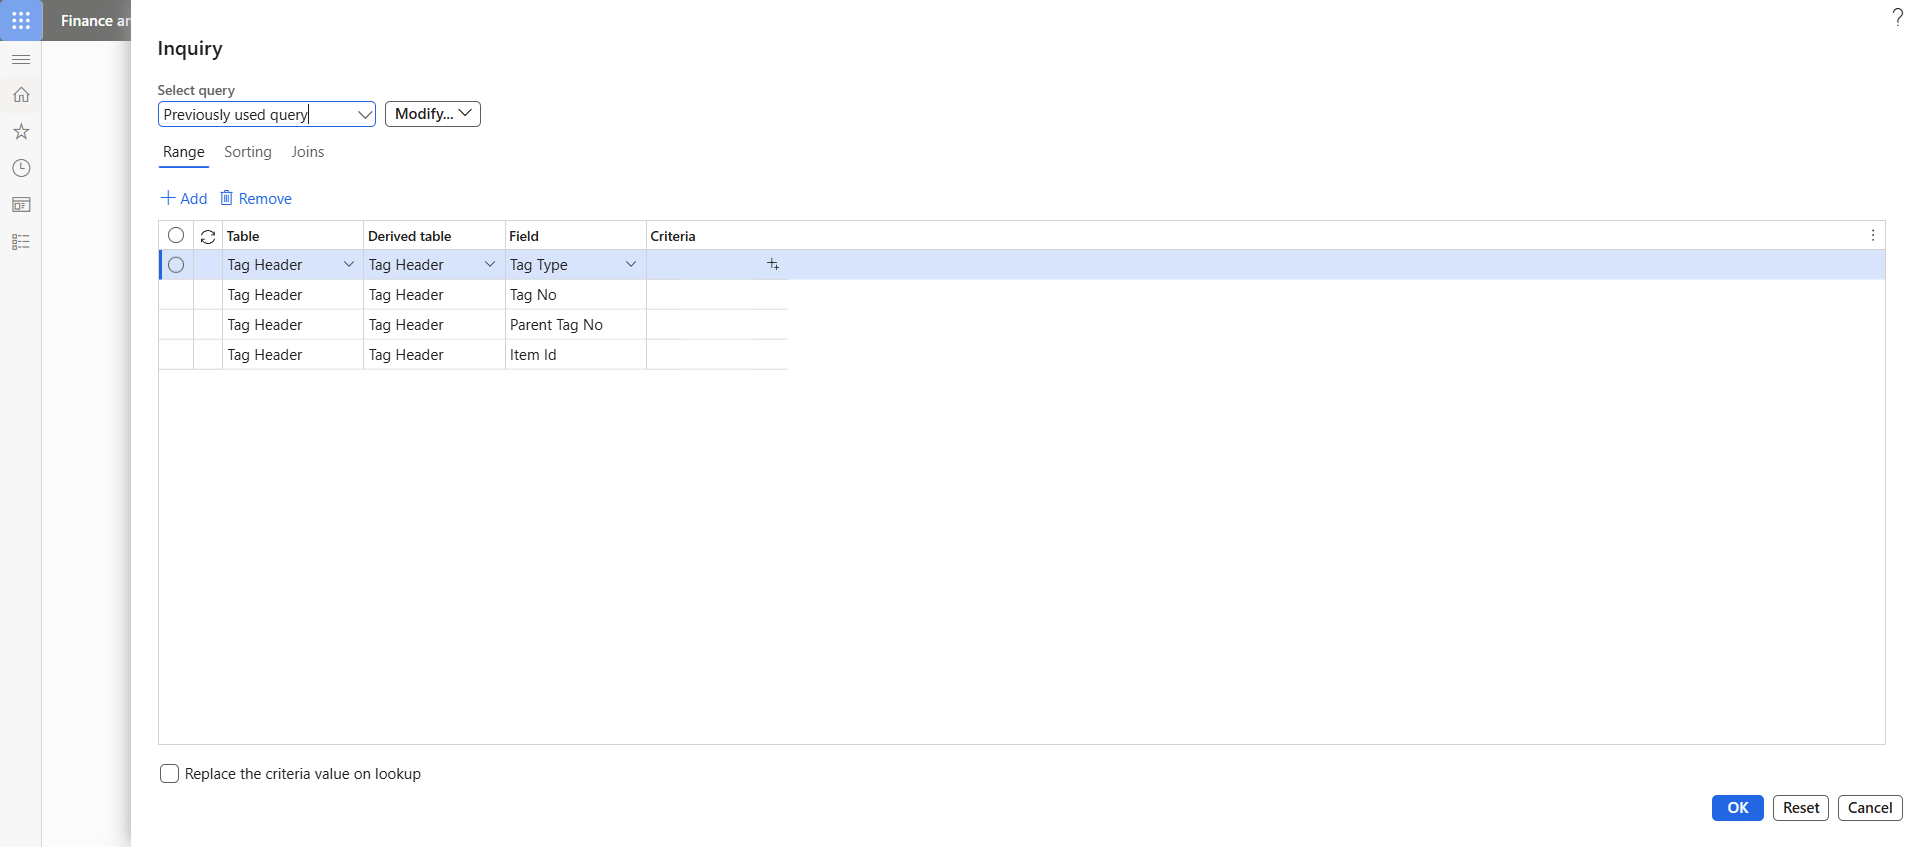 Finance an
?
Inquiry
Select query
Previously used query Modify...
Range Sorting Joins
Add Remove
Table Derived table Field Criteria
Tag Header Tag Header Tag Type
Tag Header Tag Header Tag No
Tag Header Tag Header Parent Tag No
Tag Header Tag Header Item Id
Replace the criteria value on lookup
OK Reset Cancel